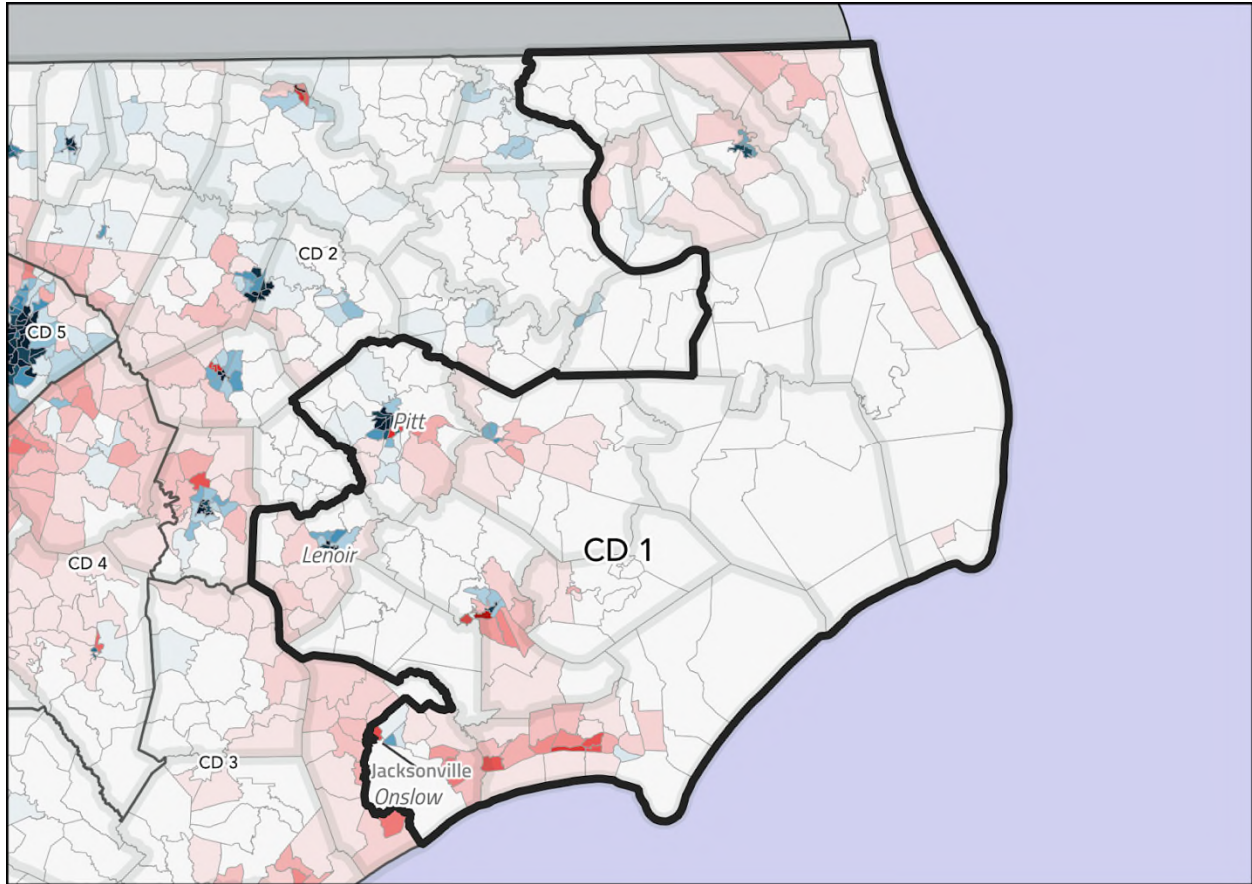 CD 2
CD 5
Pitt
CD 1
Lenoir
CD 4
CD 3
Jacksonville
Onslow